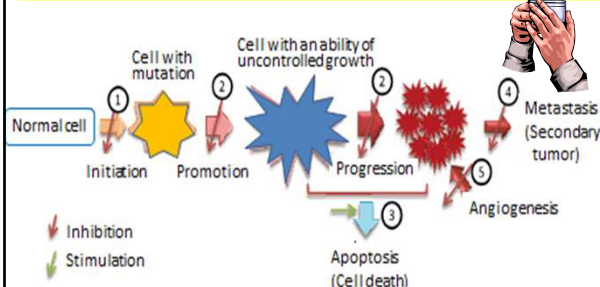 Cell with
mutation
Cell with an ability of
uncontrolled growth
1
2
2
4
Normal cell
Metastasis
(Secondary
tumor)
Initiation
Promotion
Progression
5
3
Angiogenesis
Inhibition
Stimulation
Apoptosis
(Cell death)